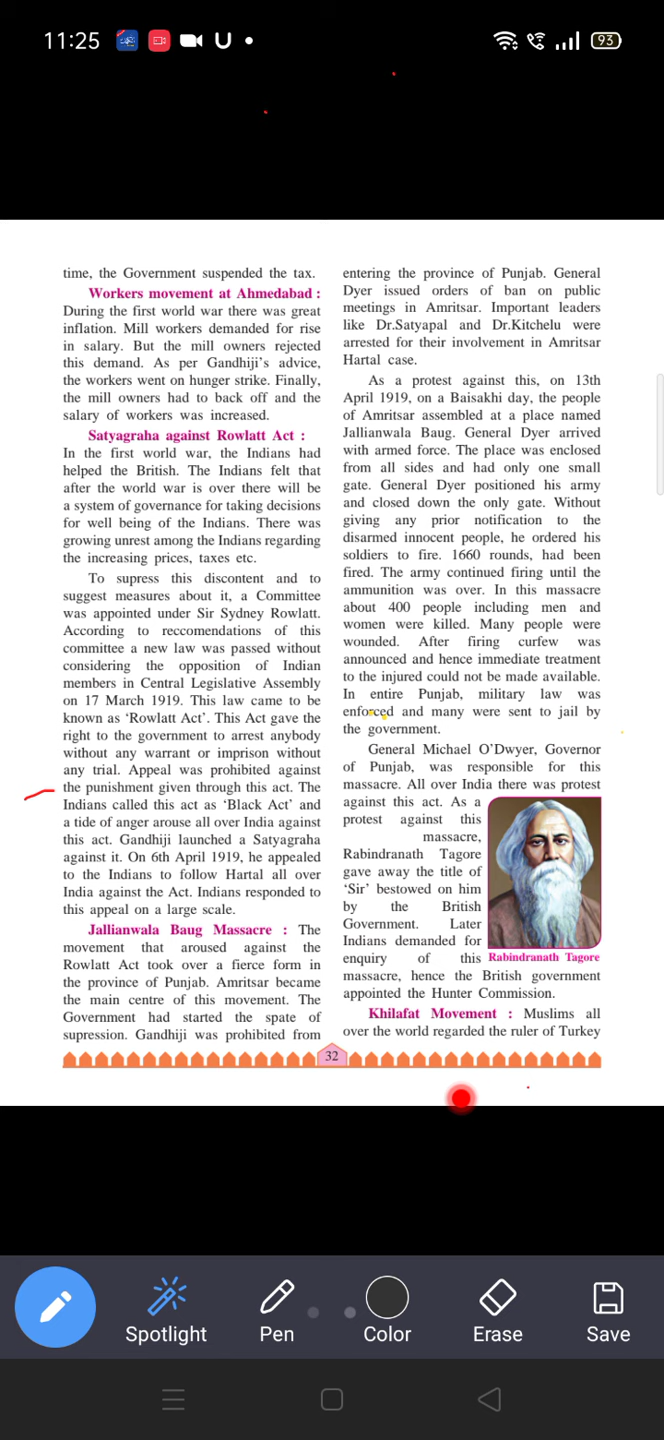 11:25
U
93
time, the Government suspended the tax.
Workers movement at Ahmedabad :
During the first world war there was great
inflation. Mill workers demanded for rise
in salary. But the mill owners rejected
this demand. As per Gandhiji's advice,
the workers went on hunger strike. Finally,
the mill owners had to back off and the
salary of workers was increased.
Satyagraha against Rowlatt Act :
In the first world war, the Indians had
helped the British. The Indians felt that
after the world war is over there will be
a system of governance for taking decisions
for well being of the Indians. There was
growing unrest among the Indians regarding
the increasing prices, taxes etc.
To supress this discontent and to
suggest measures about it, a Committee
was appointed under Sir Sydney Rowlatt.
According to reccomendations of this
committee a new law was passed without
considering the opposition of Indian
members in Central Legislative Assembly
on 17 March 1919. This law came to be
known as 'Rowlatt Act'. This Act gave the
right to the government to arrest anybody
without any warrant or imprison without
any trial. Appeal was prohibited against
the punishment given through this act. The
Indians called this act as 'Black Act' and
a tide of anger arouse all over India against
this act. Gandhiji launched a Satyagraha
against it. On 6th April 1919, he appealed
to the Indians to follow Hartal all over
India against the Act. Indians responded to
this appeal on a large scale.
Jallianwala Baug Massacre : The
movement that aroused against the
Rowlatt Act took over a fierce form in
the province of Punjab. Amritsar became
the main centre of this movement. The
Government had started the spate of
supression. Gandhiji was prohibited from
entering the province of Punjab. General
Dyer issued orders of ban on public
meetings in Amritsar. Important leaders
like Dr.Satyapal and Dr.Kitchelu were
arrested for their involvement in Amritsar
Hartal case.
As a protest against this, on 13th
April 1919, on a Baisakhi day, the people
of Amritsar assembled at a place named
Jallianwala Baug. General Dyer arrived
with armed force. The place was enclosed
from all sides and had only one small
gate. General Dyer positioned his army
and closed down the only gate. Without
giving any prior notification to the
disarmed innocent people, he ordered his
soldiers to fire. 1660 rounds, had been
fired. The army continued firing until the
ammunition was over. In this massacre
about 400 people including men and
women were killed. Many people were
wounded. After firing curfew was
announced and hence immediate treatment
to the injured could not be made available.
In entire Punjab, military law was
enforced and many were sent to jail by
the government.
General Michael O'Dwyer, Governor
of Punjab, was responsible for this
massacre. All over India there was protest
against this act. As a
protest against this
massacre,
Rabindranath Tagore
gave away the title of
'Sir' bestowed on him
by the British
Government. Later
Indians demanded for
enquiry of this
Rabindranath Tagore
massacre, hence the British government
appointed the Hunter Commission.
Khilafat Movement : Muslims all
over the world regarded the ruler of Turkey
32
Spotlight
Pen
Color
Erase
Save